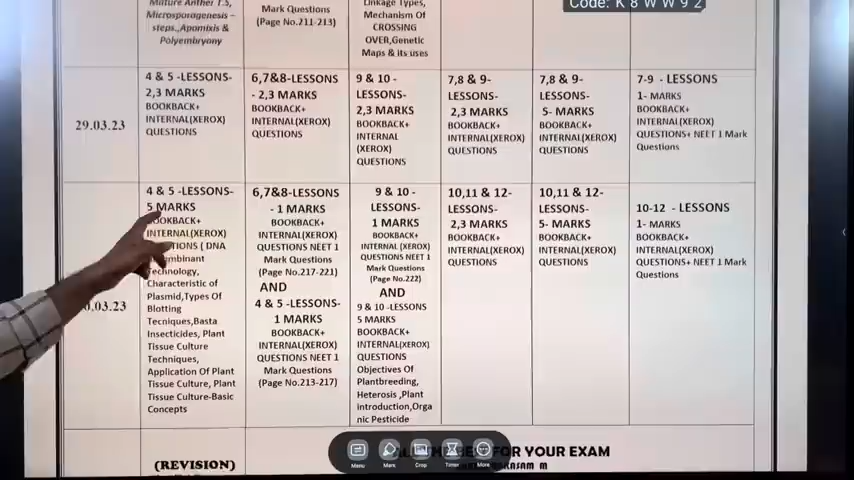 Code: K 8 W W 9 2
Mature Anther T.S,
Microsporogenesis –
steps.,Apomixis &
Polyembryony
Mark Questions
(Page No.211-213)
Linkage Types,
Mechanism Of
CROSSING
OVER,Genetic
Maps & its uses
29.03.23
4 & 5 -LESSONS-
2,3 MARKS
BOOKBACK+
INTERNAL(XEROX)
QUESTIONS
6,7&8-LESSONS
- 2,3 MARKS
BOOKBACK+
INTERNAL(XEROX)
QUESTIONS
9 & 10 -
LESSONS-
2,3 MARKS
BOOKBACK+
INTERNAL
(XEROX)
QUESTIONS
7,8 & 9-
LESSONS-
2,3 MARKS
BOOKBACK+
INTERNAL(XEROX)
QUESTIONS
7,8 & 9-
LESSONS-
5- MARKS
BOOKBACK+
INTERNAL(XEROX)
QUESTIONS
7-9 - LESSONS
1- MARKS
BOOKBACK+
INTERNAL(XEROX)
QUESTIONS+ NEET 1 Mark
Questions
0.03.23
4 & 5 -LESSONS-
5 MARKS
BOOKBACK+
INTERNAL(XEROX)
TIONS ( DNA
mbinant
Technology,
Characteristic of
Plasmid,Types Of
Blotting
Tecniques,Basta
Insecticides, Plant
Tissue Culture
Techniques,
Application Of Plant
Tissue Culture, Plant
Tissue Culture-Basic
Concepts
6,7&8-LESSONS
- 1 MARKS
BOOKBACK+
INTERNAL(XEROX)
QUESTIONS NEET 1
Mark Questions
(Page No.217-221)
AND
4 & 5 -LESSONS-
1 MARKS
BOOKBACK+
INTERNAL(XEROX)
QUESTIONS NEET 1
Mark Questions
(Page No.213-217)
9 & 10 -
LESSONS-
1 MARKS
BOOKBACK+
INTERNAL (XEROX)
QUESTIONS NEET 1
Mark Questions
(Page No.222)
AND
9 & 10 -LESSONS
5 MARKS
BOOKBACK+
INTERNAL(XEROX)
QUESTIONS
Objectives Of
Plantbreeding,
Heterosis ,Plant
Introduction,Orga
nic Pesticide
10,11 & 12-
LESSONS-
2,3 MARKS
BOOKBACK+
INTERNAL(XEROX)
QUESTIONS
10,11 & 12-
LESSONS-
5- MARKS
BOOKBACK+
INTERNAL(XEROX)
QUESTIONS
10-12 - LESSONS
1- MARKS
BOOKBACK+
INTERNAL(XEROX)
QUESTIONS+ NEET 1 Mark
Questions
(REVISION)
FOR YOUR EXAM
M
Menu
Mark
Crop
Timer
More